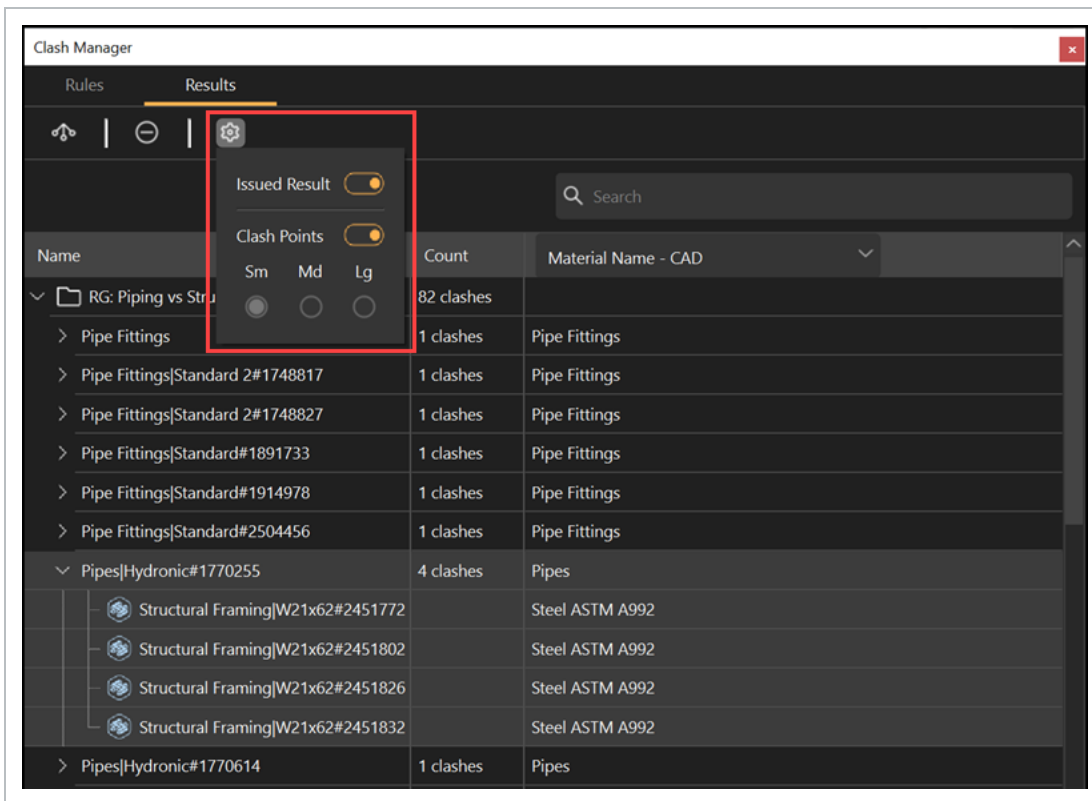 Clash Manager
Rules Results
Issued Result
Search
Clash Points
Name Count Material Name - CAD
Sm Md Lg
RG: Piping vs Stru 82 clashes
Pipe Fittings 1 clashes Pipe Fittings
Pipe Fittings|Standard 2#1748817 1 clashes Pipe Fittings
Pipe Fittings|Standard 2#1748827 1 clashes Pipe Fittings
Pipe Fittings|Standard#1891733 1 clashes Pipe Fittings
Pipe Fittings|Standard#1914978 1 clashes Pipe Fittings
Pipe Fittings|Standard#2504456 1 clashes Pipe Fittings
Pipes|Hydronic#1770255 4 clashes Pipes
Structural Framing|W21x62#2451772 Steel ASTM A992
Structural Framing|W21x62#2451802 Steel ASTM A992
Structural Framing|W21x62#2451826 Steel ASTM A992
Structural Framing|W21x62#2451832 Steel ASTM A992
Pipes|Hydronic#1770614 1 clashes Pipes